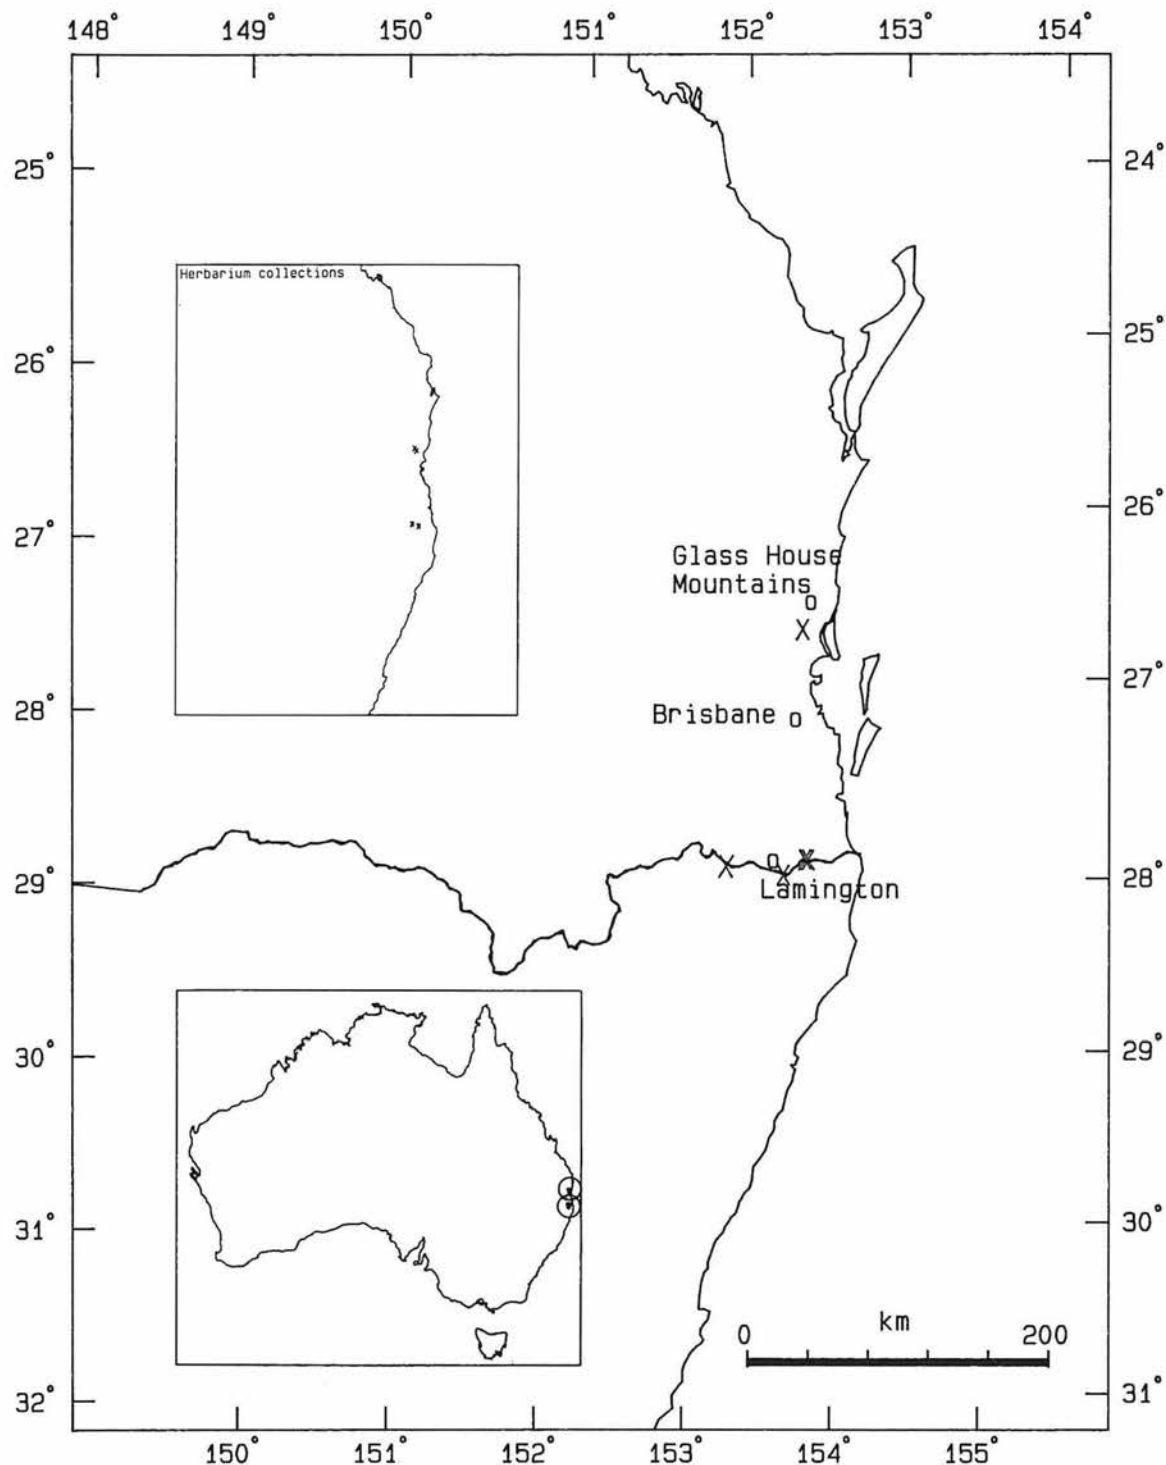 148° 149° 150° 151° 152° 153° 154°
25°
24°
Herbarium collections
25°
26°
26°
27°
Glass House
Mountains
27°
28°
Brisbane
29°
28°
Lamington
30°
29°
31°
30°
km
0 200
32°
31°
150° 151° 152° 153° 154° 155°